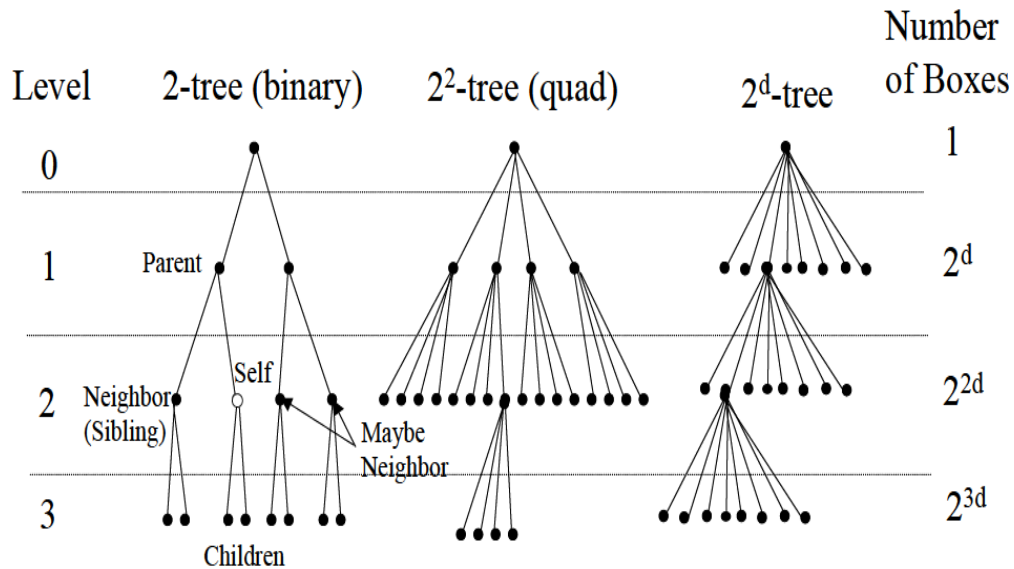 Number
of Boxes
Level 2-tree (binary) 2²-tree (quad) 2ᵈ-tree
0 1
1 Parent 2ᵈ
Self
2 Neighbor
(Sibling) 2²ᵈ
Maybe
Neighbor
3 2³ᵈ
Children